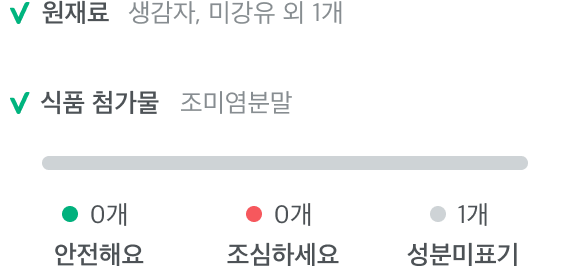 원재료 생감자, 미강유 외 1개
식품 첨가물 조미염분말
0개 0개 1개
안전해요 조심하세요 성분미표기